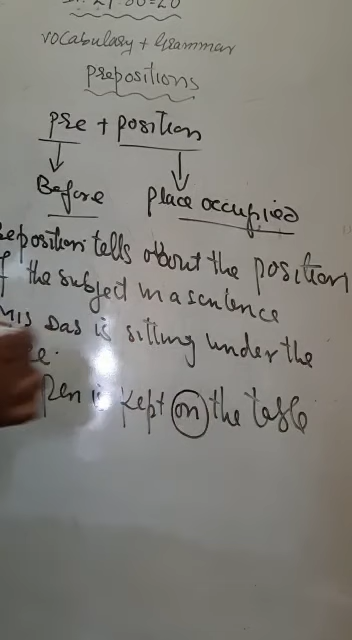 vocabulary + Grammar
prepositions
pre + position
Before place occupied
eposition tells about the position
f the subject in a sentence
Das is sitting under the
e.
pen is kept on the table